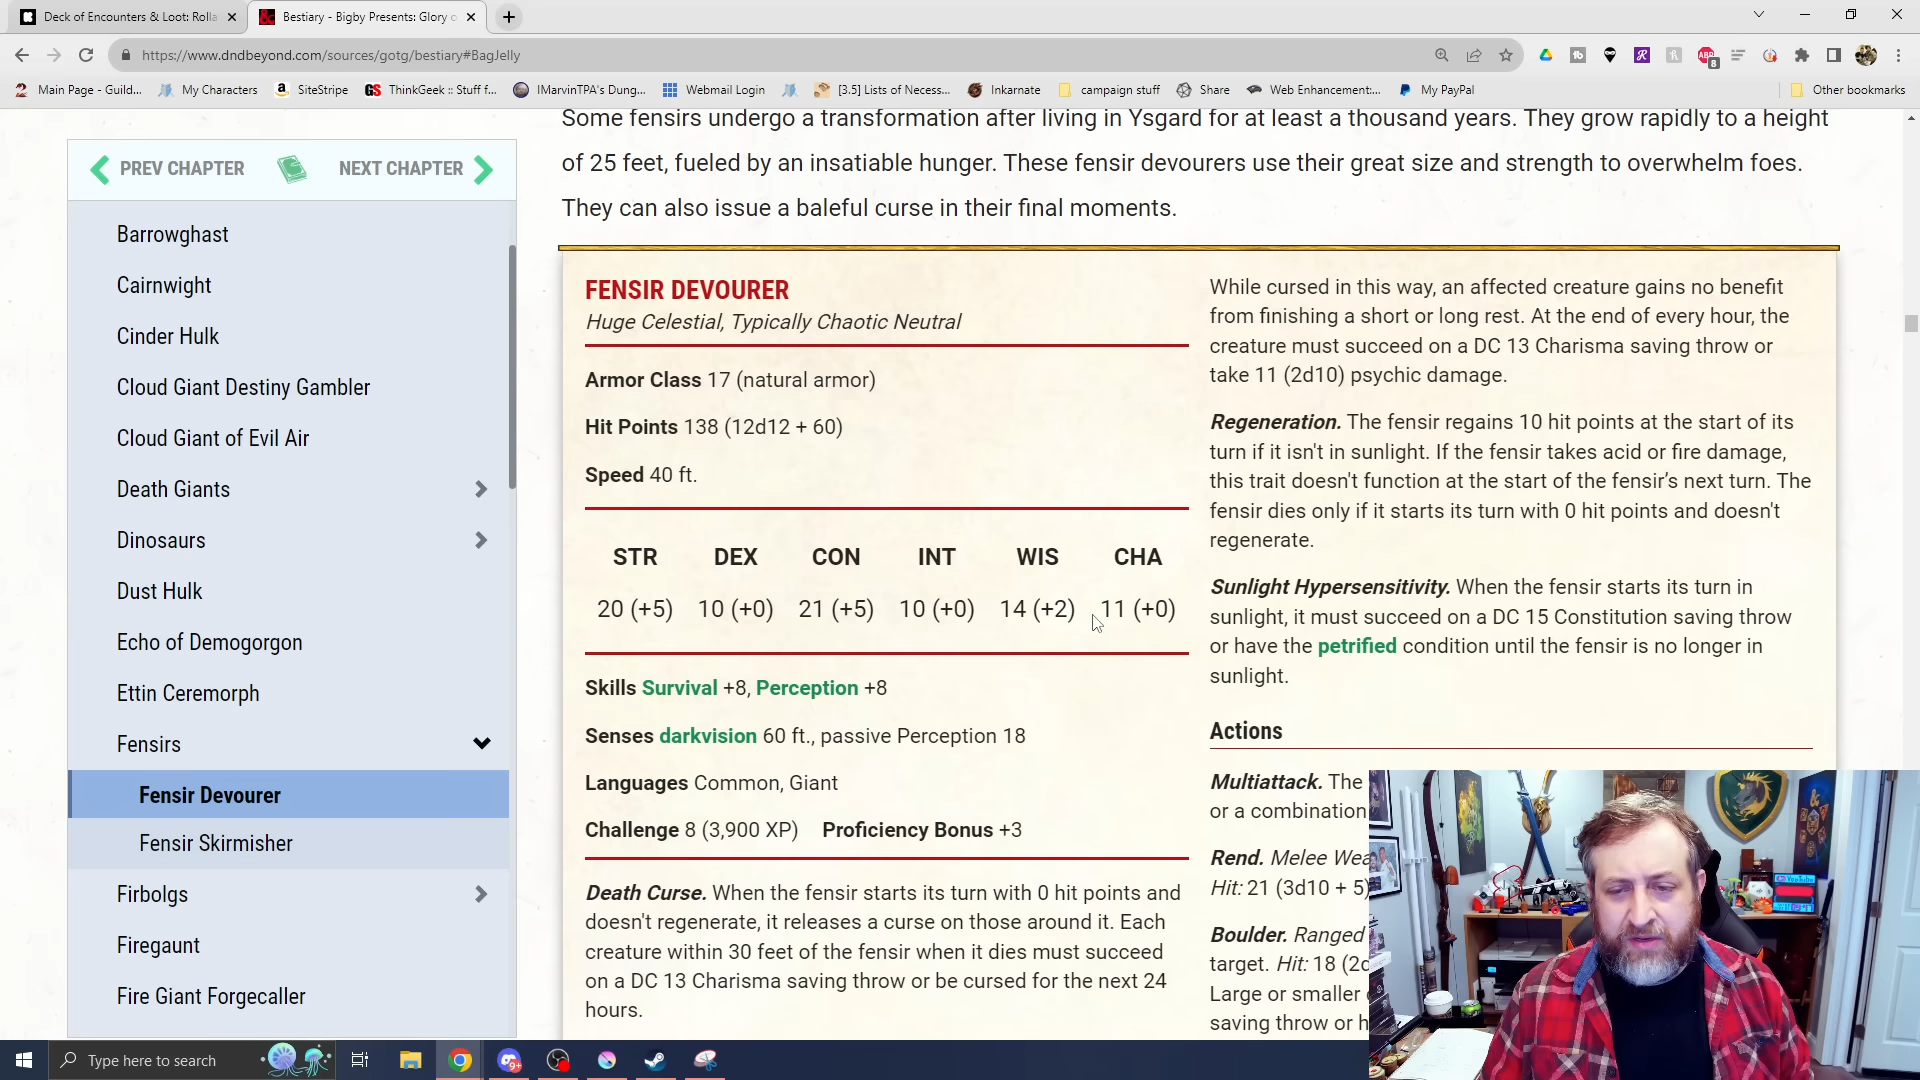 Deck of Encounters & Loot: Rolla
Bestiary - Bigby Presents: Glory o
https://www.dndbeyond.com/sources/gotg/bestiary#BagJelly
Main Page - Guild...
My Characters
SiteStripe
ThinkGeek :: Stuff f...
IMarvinTPA's Dung...
Webmail Login
[3.5] Lists of Necess...
Inkarnate
campaign stuff
Share
Web Enhancement:...
My PayPal
Other bookmarks
PREV CHAPTER
NEXT CHAPTER
Barrowghast
Cairnwight
Cinder Hulk
Cloud Giant Destiny Gambler
Cloud Giant of Evil Air
Death Giants
Dinosaurs
Dust Hulk
Echo of Demogorgon
Ettin Ceremorph
Fensirs
Fensir Devourer
Fensir Skirmisher
Firbolgs
Firegaunt
Fire Giant Forgecaller
Some fensirs undergo a transformation after living in Ysgard for at least a thousand years. They grow rapidly to a height
of 25 feet, fueled by an insatiable hunger. These fensir devourers use their great size and strength to overwhelm foes.
They can also issue a baleful curse in their final moments.
FENSIR DEVOURER
Huge Celestial, Typically Chaotic Neutral
Armor Class 17 (natural armor)
Hit Points 138 (12d12 + 60)
Speed 40 ft.
STR DEX CON INT WIS CHA
20 (+5) 10 (+0) 21 (+5) 10 (+0) 14 (+2) 11 (+0)
Skills Survival +8, Perception +8
Senses darkvision 60 ft., passive Perception 18
Languages Common, Giant
Challenge 8 (3,900 XP) Proficiency Bonus +3
Death Curse. When the fensir starts its turn with 0 hit points and
doesn't regenerate, it releases a curse on those around it. Each
creature within 30 feet of the fensir when it dies must succeed
on a DC 13 Charisma saving throw or be cursed for the next 24
hours.
While cursed in this way, an affected creature gains no benefit
from finishing a short or long rest. At the end of every hour, the
creature must succeed on a DC 13 Charisma saving throw or
take 11 (2d10) psychic damage.
Regeneration. The fensir regains 10 hit points at the start of its
turn if it isn't in sunlight. If the fensir takes acid or fire damage,
this trait doesn't function at the start of the fensir's next turn. The
fensir dies only if it starts its turn with 0 hit points and doesn't
regenerate.
Sunlight Hypersensitivity. When the fensir starts its turn in
sunlight, it must succeed on a DC 15 Constitution saving throw
or have the petrified condition until the fensir is no longer in
sunlight.
Actions
Multiattack. The
or a combination
Rend. Melee Wea
Hit: 21 (3d10 + 5)
Boulder. Ranged
target. Hit: 18 (2d
Large or smaller
saving throw or h
Type here to search